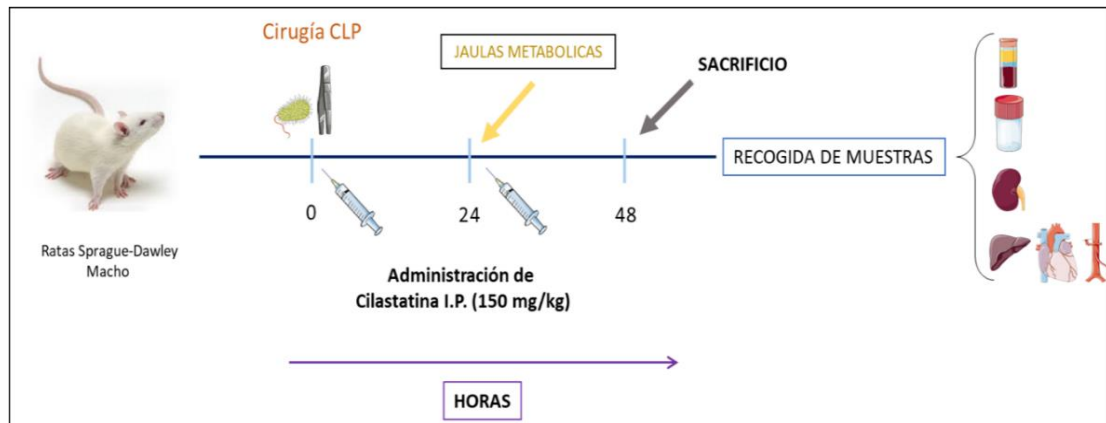 Cirugía CLP
JAULAS METABOLICAS
SACRIFICIO
RECOGIDA DE MUESTRAS
0
24
48
Ratas Sprague-Dawley
Macho
Administración de
Cilastatina I.P. (150 mg/kg)
HORAS